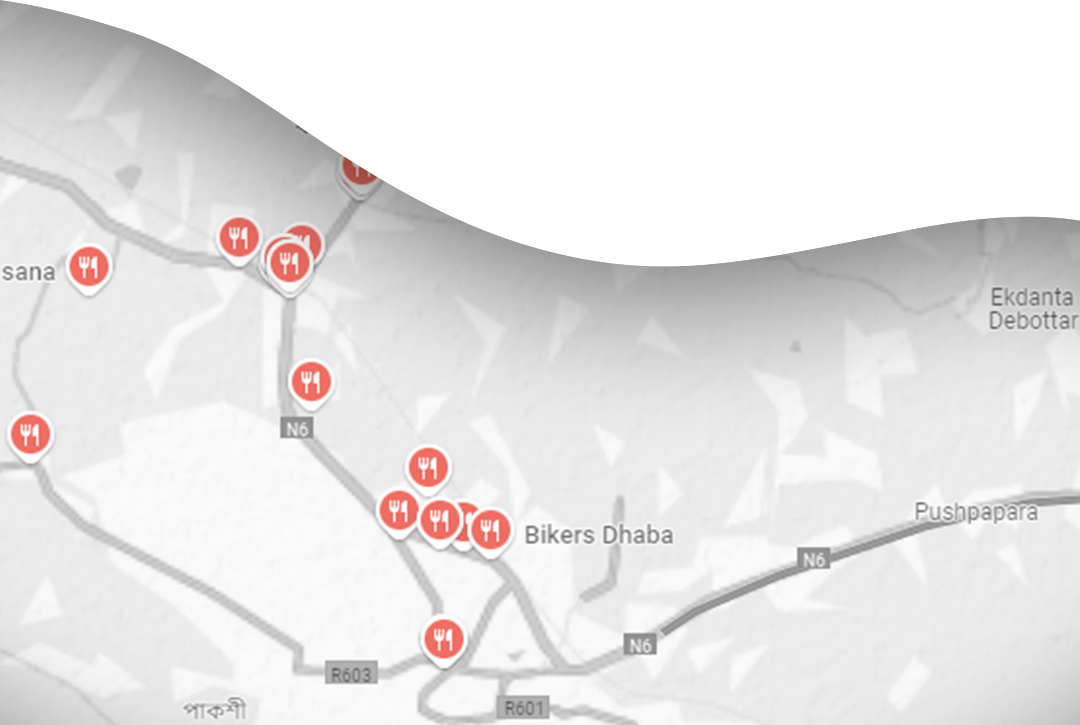 sana
Ekdanta
Debottar
N6
Pushpapara
Bikers Dhaba
N6
N6
R603
R601
পাকশী